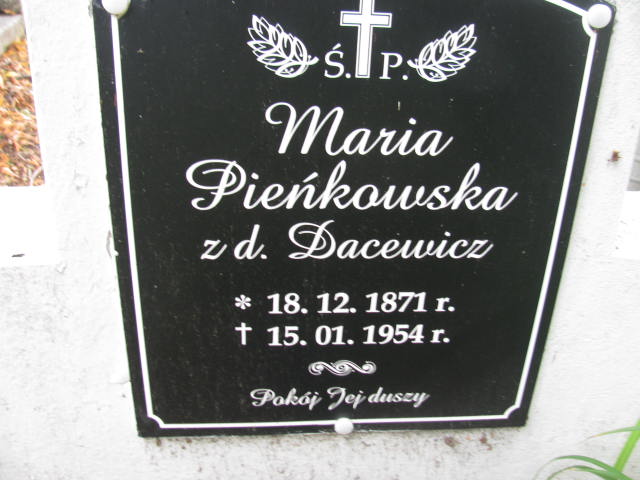 Ś. P.
Maria
Pieńkowska
z d. Dacewicz
* 18. 12. 1871 r.
† 15. 01. 1954 r.
Pokój Jej duszy